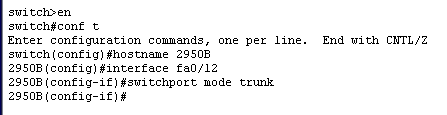 switch>en
switch#conf t
Enter configuration commands, one per line.  End with CNTL/Z
switch(config)#hostname 2950B
2950B(config)#interface fa0/12
2950B(config-if)#switchport mode trunk
2950B(config-if)#